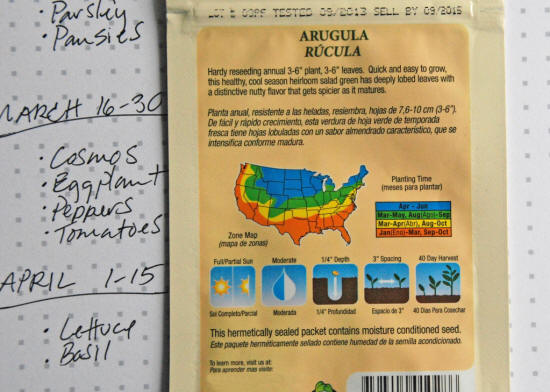 · Parsley
· Pansies
MARCH 16-30
· Cosmos
· Eggplant
· Peppers
· Tomatoes
APRIL 1-15
· Lettuce
· Basil
TESTED 09/2013 SELL BY 09/2015
ARUGULA
RÚCULA
Hardy reseeding annual 3-6" plant, 3-6" leaves. Quick and easy to grow,
this healthy, cool season heirloom salad green has deeply lobed leaves with
a distinctive nutty flavor that gets spicier as it matures.
Planta anual, resistente a las heladas, resiembra, hojas de 7,6-10 cm (3-6").
De fácil y rápido crecimiento, esta verdura de hoja verde de temporada
fresca tiene hojas lobuladas con un sabor almendrado característico, que se
intensifica conforme madura.
Zone Map
(mapa de zonas)
Planting Time
(meses para plantar)
Apr - Jun
Mar-May, Aug(Ago)-Sep
Mar-Apr(Abr), Aug-Oct
Jan(Ene)-Mar, Sep-Oct
Full/Partial Sun Moderate 1/4" Depth 3" Spacing 40 Day Harvest
Sol Completo/Parcial Moderada 1/4" Profundidad Espacio de 3" 40 Días Para Cosechar
This hermetically sealed packet contains moisture conditioned seed.
Este paquete herméticamente sellado contiene humedad de la semilla acondicionado.
To learn more, visit us at:
Para aprender mas visite: